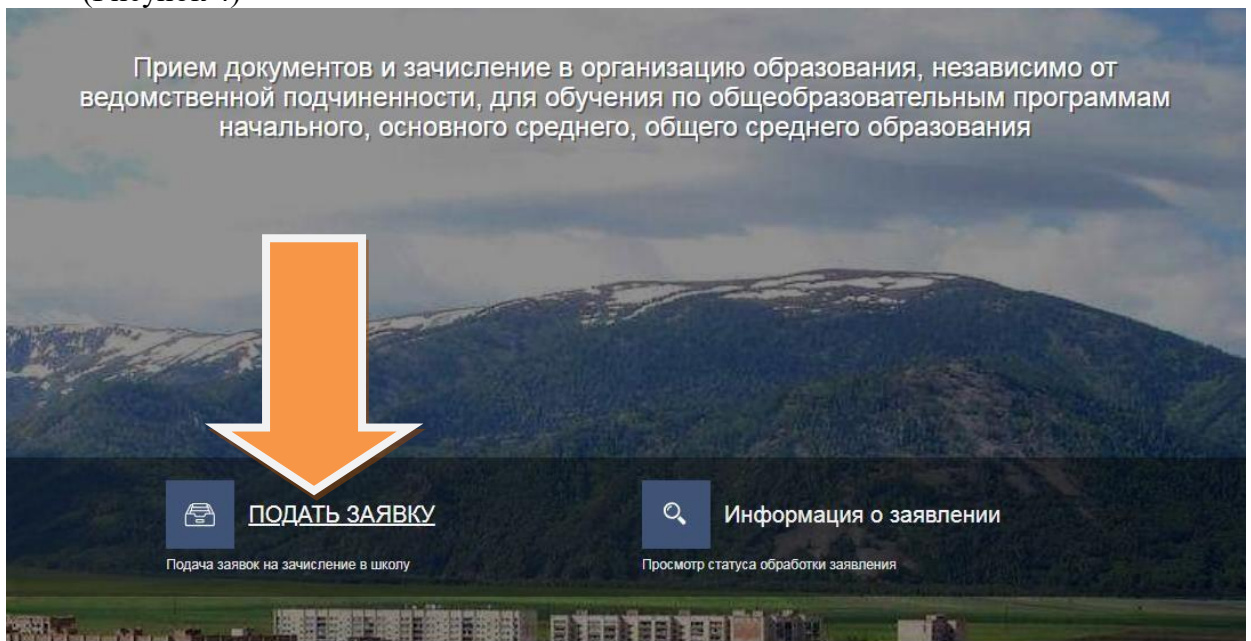 Прием документов и зачисление в организацию образования, независимо от
ведомственной подчиненности, для обучения по общеобразовательным программам
начального, основного среднего, общего среднего образования
ПОДАТЬ ЗАЯВКУ
Подача заявок на зачисление в школу
Информация о заявлении
Просмотр статуса обработки заявления